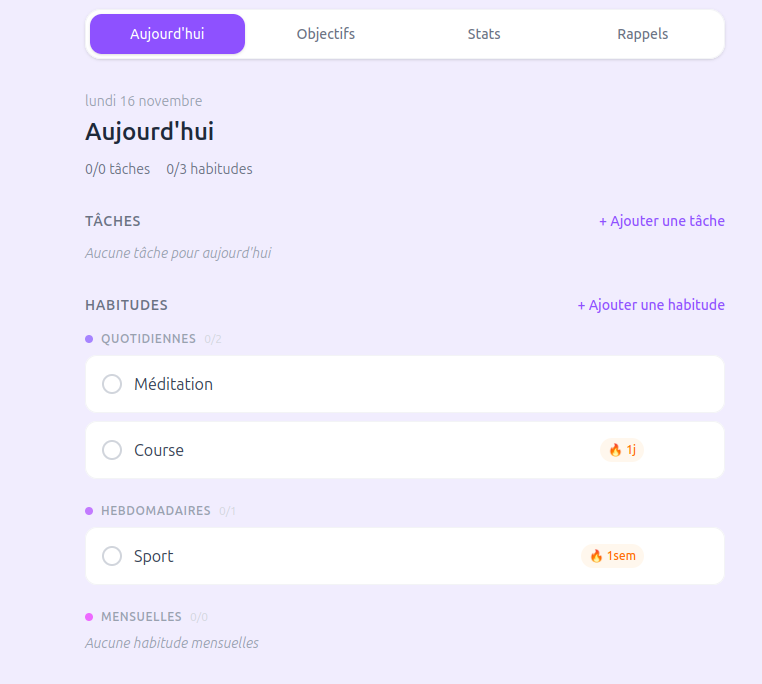 Aujourd'hui Objectifs Stats Rappels
lundi 16 novembre
Aujourd'hui
0/0 tâches 0/3 habitudes
TÂCHES + Ajouter une tâche
Aucune tâche pour aujourd'hui
HABITUDES + Ajouter une habitude
QUOTIDIENNES 0/2
Méditation
Course 🔥 1j
HEBDOMADAIRES 0/1
Sport 🔥 1sem
MENSUELLES 0/0
Aucune habitude mensuelles